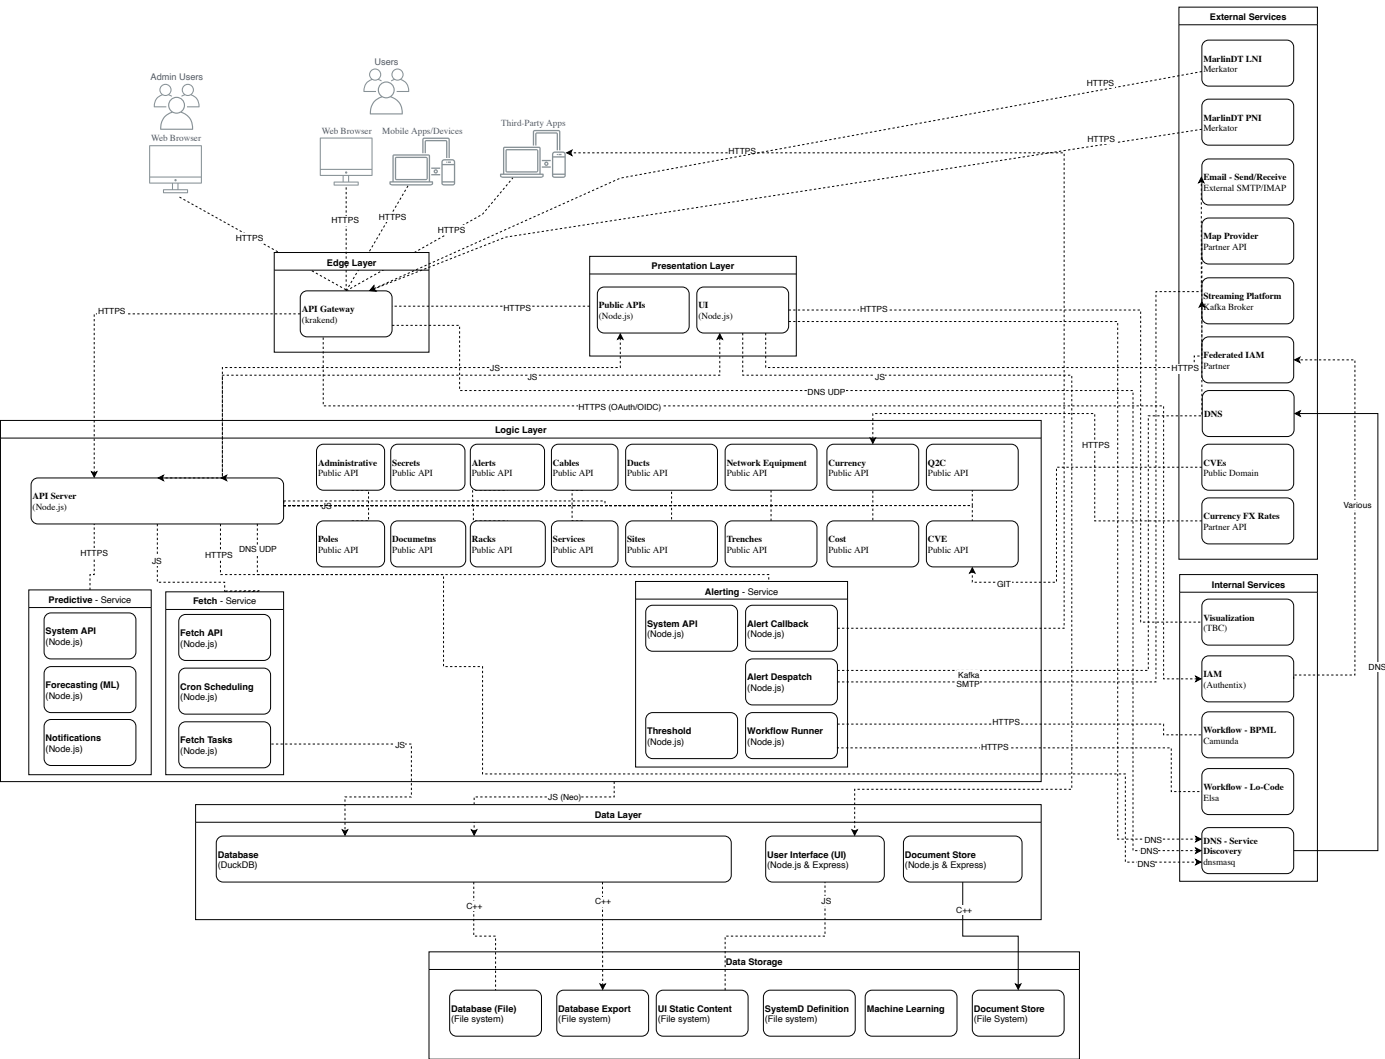 External Services
MarlinDT LNI
Merkator
MarlinDT PNI
Merkator
Email - Send/Receive
External SMTP/IMAP
Map Provider
Partner API
Streaming Platform
Kafka Broker
Federated IAM
Partner
DNS
CVEs
Public Domain
Currency FX Rates
Partner API
Admin Users
Web Browser
Users
Web Browser
Mobile Apps/Devices
Third-Party Apps
HTTPS
HTTPS
HTTPS
HTTPS
HTTPS
HTTPS
HTTPS
Edge Layer
API Gateway
(krakend)
HTTPS
HTTPS
Presentation Layer
Public APIs
(Node.js)
UI
(Node.js)
HTTPS
JS
JS
JS
HTTPS
DNS UDP
HTTPS (OAuth/OIDC)
HTTPS
Various
DNS
GIT
Logic Layer
API Server
(Node.js)
Administrative
Public API
Secrets
Public API
Alerts
Public API
Cables
Public API
Ducts
Public API
Network Equipment
Public API
Currency
Public API
Q2C
Public API
JS
Poles
Public API
Documetns
Public API
Racks
Public API
Services
Public API
Sites
Public API
Trenches
Public API
Cost
Public API
CVE
Public API
HTTPS
JS
HTTPS
DNS UDP
Predictive - Service
System API
(Node.js)
Forecasting (ML)
(Node.js)
Notifications
(Node.js)
Fetch - Service
Fetch API
(Node.js)
Cron Scheduling
(Node.js)
Fetch Tasks
(Node.js)
JS
Alerting - Service
System API
(Node.js)
Alert Callback
(Node.js)
Alert Despatch
(Node.js)
Threshold
(Node.js)
Workflow Runner
(Node.js)
Kafka
SMTP
HTTPS
HTTPS
Internal Services
Visualization
(TBC)
IAM
(Authentix)
Workflow - BPML
Camunda
Workflow - Lo-Code
Elsa
DNS - Service
Discovery
dnsmasq
DNS
DNS
DNS
JS (Neo)
Data Layer
Database
(DuckDB)
User Interface (UI)
(Node.js & Express)
Document Store
(Node.js & Express)
C++
C++
JS
C++
Data Storage
Database (File)
(File system)
Database Export
(File system)
UI Static Content
(File system)
SystemD Definition
(File system)
Machine Learning
Document Store
(File System)